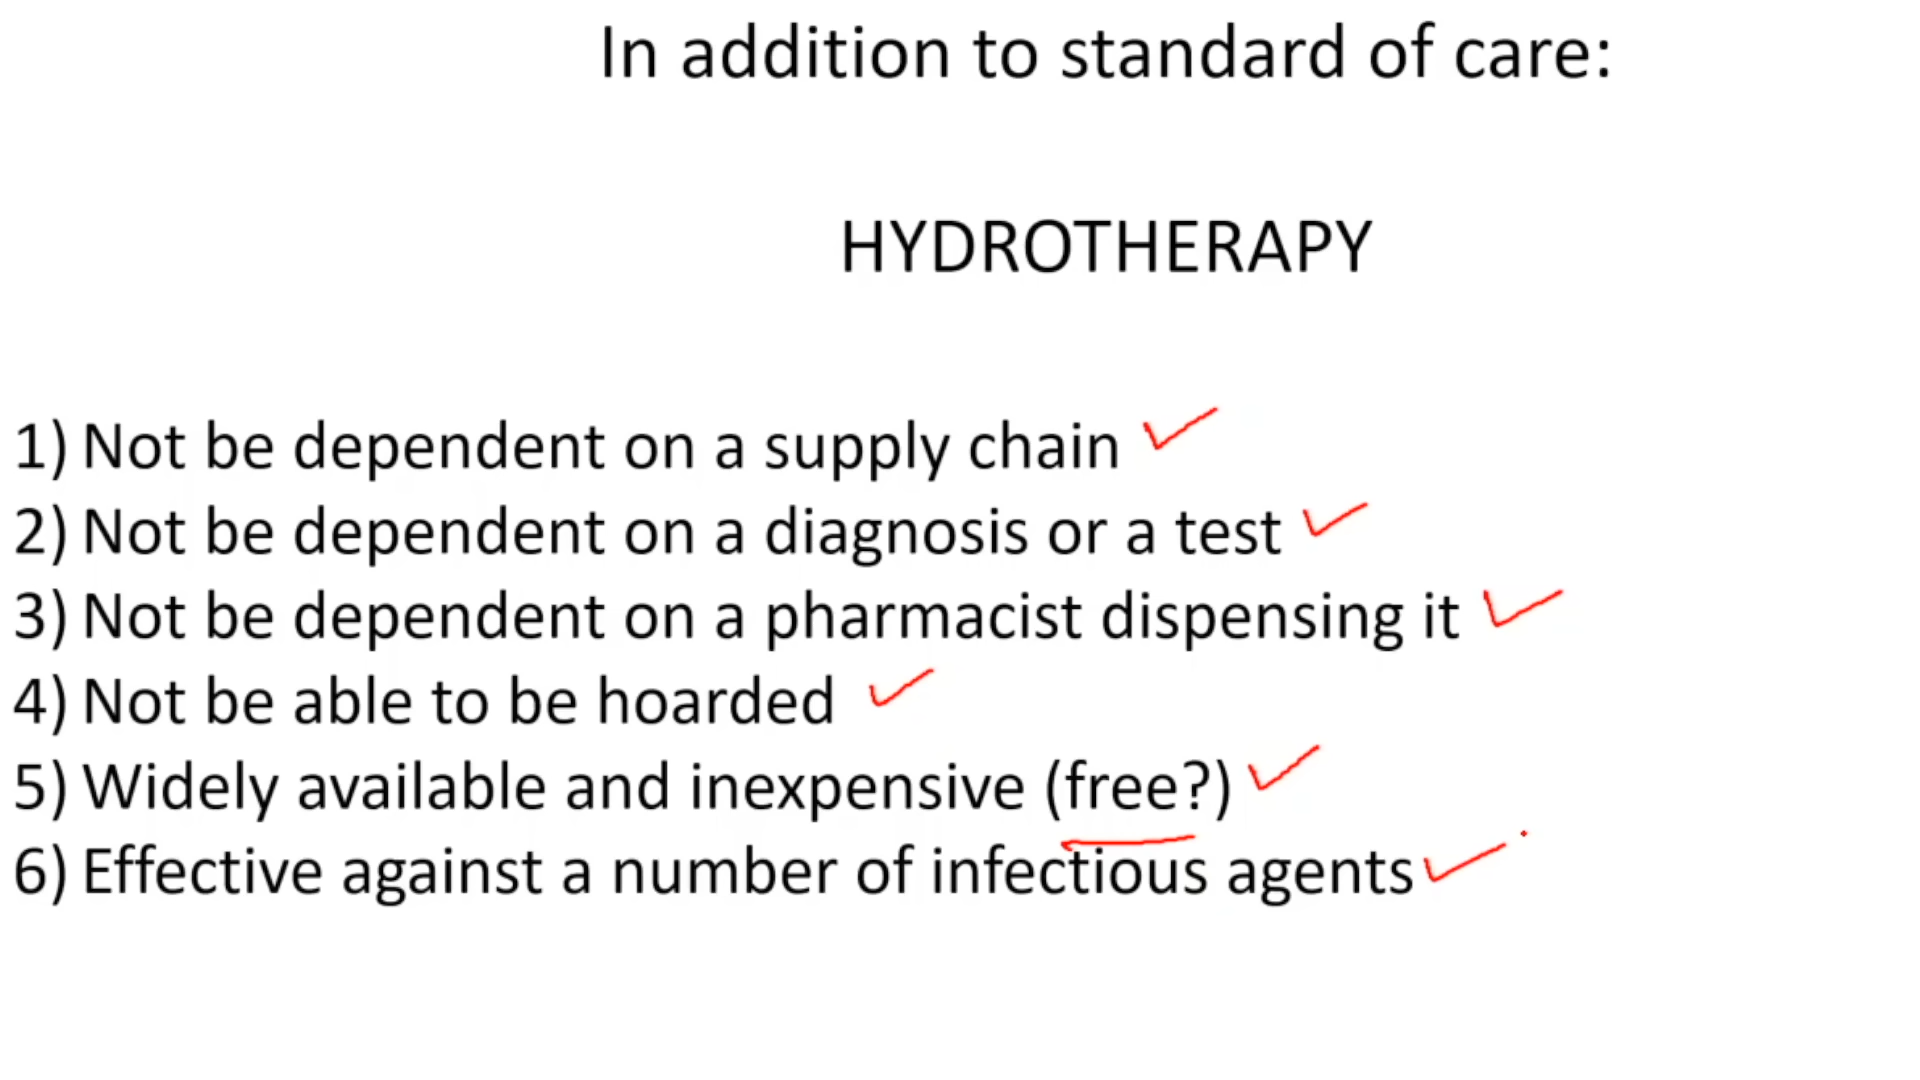 In addition to standard of care:
HYDROTHERAPY
1) Not be dependent on a supply chain
2) Not be dependent on a diagnosis or a test
3) Not be dependent on a pharmacist dispensing it
4) Not be able to be hoarded
5) Widely available and inexpensive (free?)
6) Effective against a number of infectious agents